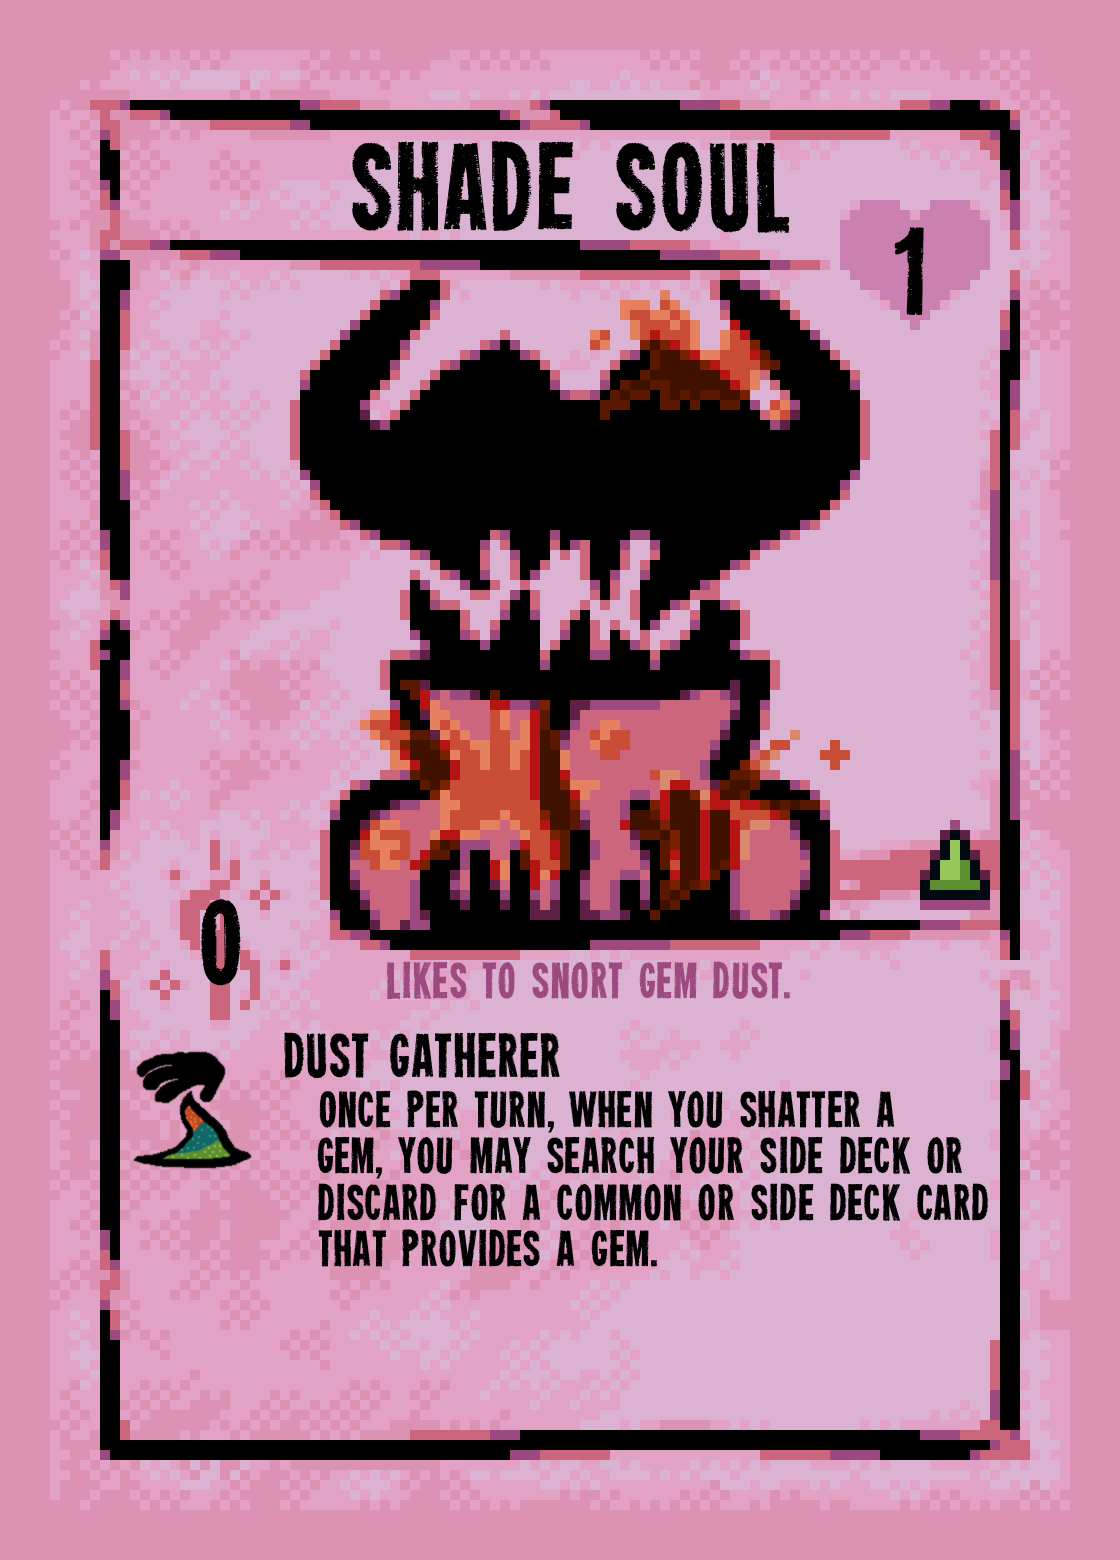 SHADE SOUL
1
0
LIKES TO SNORT GEM DUST.
DUST GATHERER
ONCE PER TURN, WHEN YOU SHATTER A
GEM, YOU MAY SEARCH YOUR SIDE DECK OR
DISCARD FOR A COMMON OR SIDE DECK CARD
THAT PROVIDES A GEM.